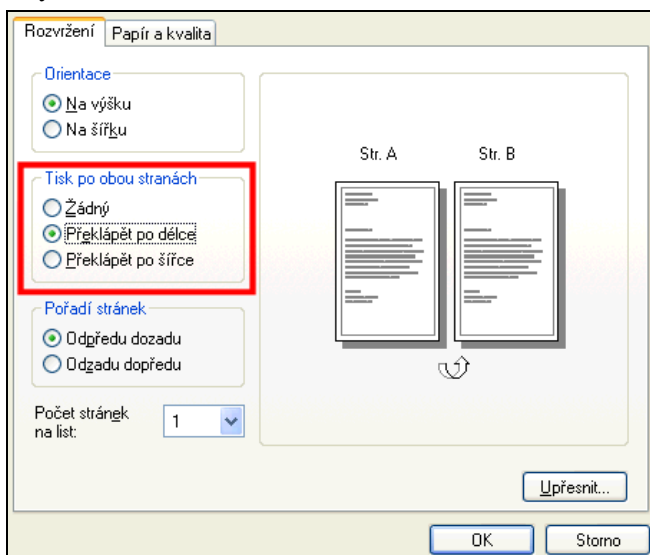 Rozvržení
Papír a kvalita
Orientace
Na výšku
Na šířku
Tisk po obou stranách
Žádný
Překlápět po délce
Překlápět po šířce
Pořadí stránek
Odpředu dozadu
Odzadu dopředu
Počet stránek
na list:
1
Str. A
Str. B
Upřesnit...
OK
Storno